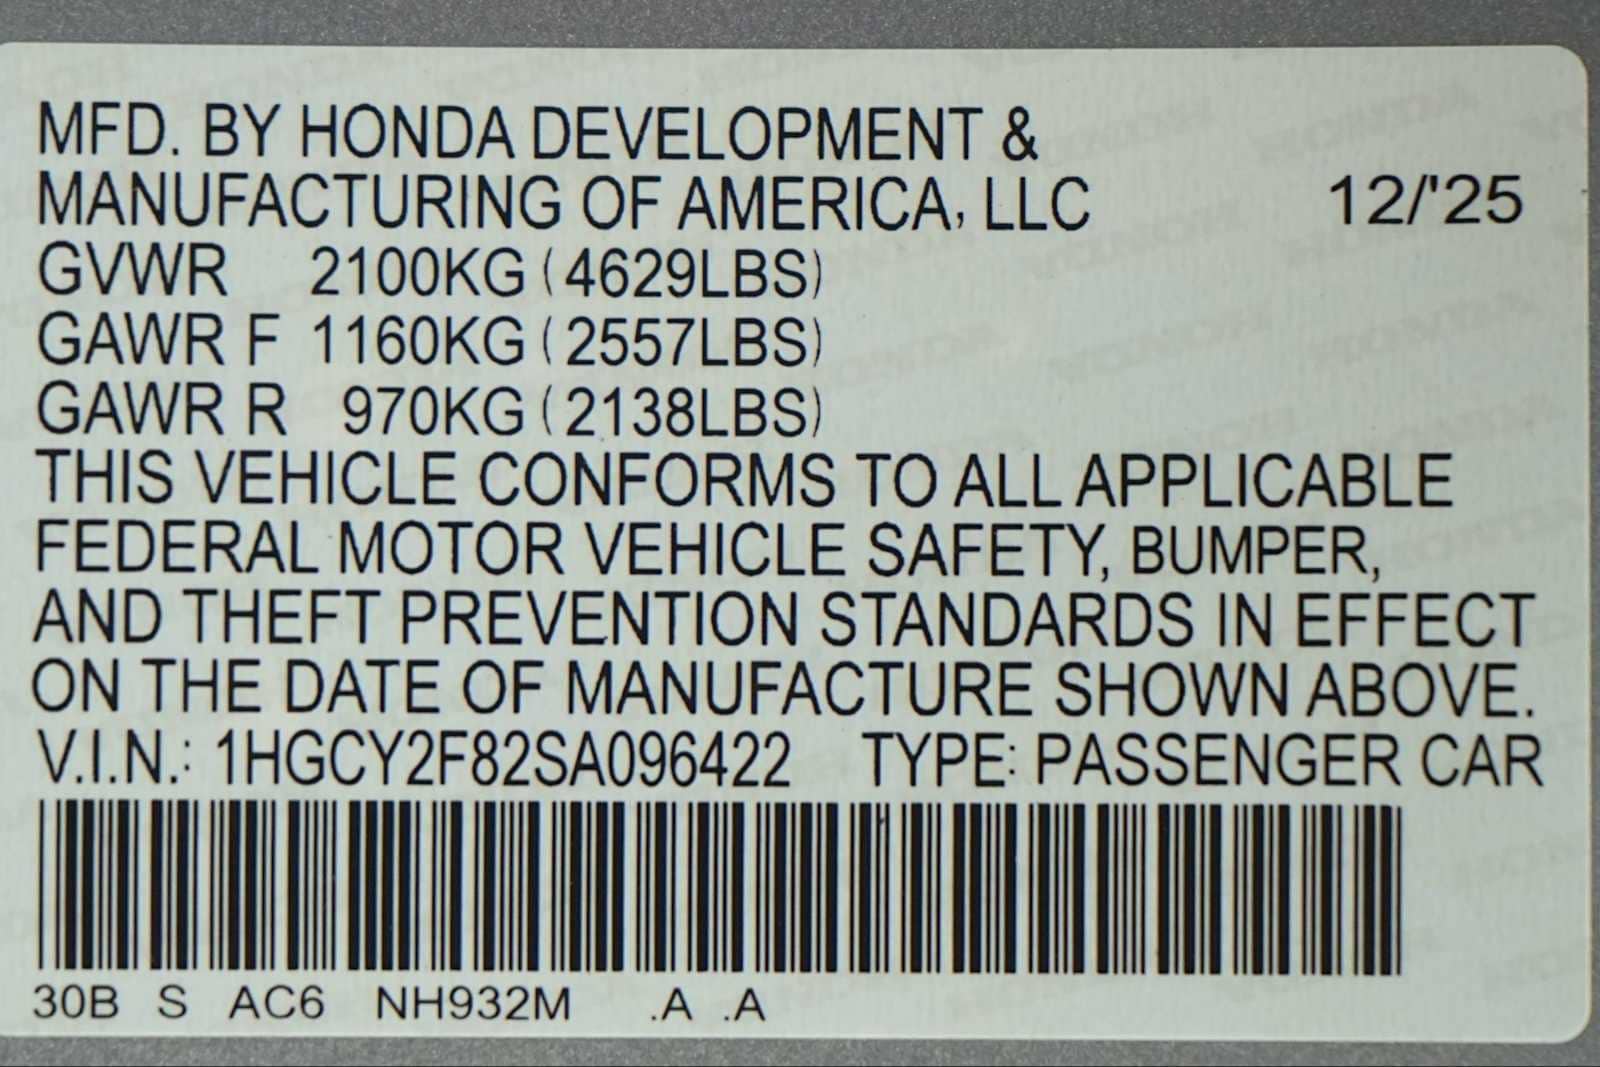 MFD. BY HONDA DEVELOPMENT &
MANUFACTURING OF AMERICA, LLC 12/'25
GVWR 2100KG (4629LBS)
GAWR F 1160KG (2557LBS)
GAWR R 970KG (2138LBS)
THIS VEHICLE CONFORMS TO ALL APPLICABLE
FEDERAL MOTOR VEHICLE SAFETY, BUMPER,
AND THEFT PREVENTION STANDARDS IN EFFECT
ON THE DATE OF MANUFACTURE SHOWN ABOVE.
V.I.N.: 1HGCY2F82SA096422 TYPE: PASSENGER CAR
30B S AC6 NH932M .A .A